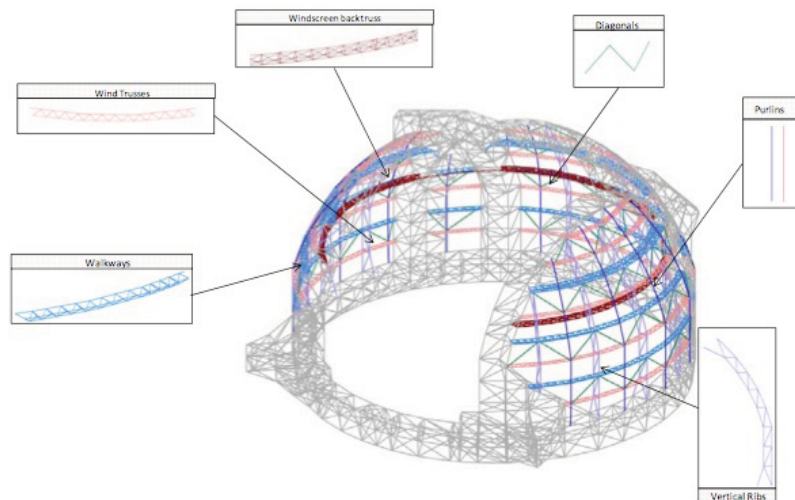 Windscreen backtruss
Diagonals
Wind Trusses
Purlins
Walkways
Vertical Ribs